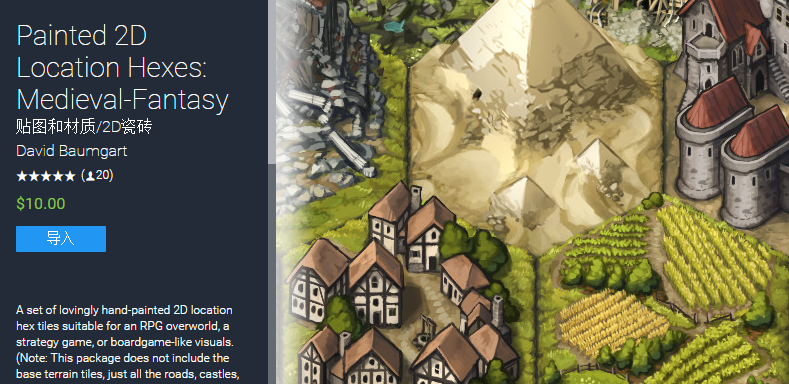 Painted 2D
Location Hexes:
Medieval-Fantasy
贴图和材质/2D瓷砖
David Baumgart
★★★★★ (20)
$10.00
导入
A set of lovingly hand-painted 2D location
hex tiles suitable for an RPG overworld, a
strategy game, or boardgame-like visuals.
(Note: This package does not include the
base terrain tiles, just all the roads, castles,